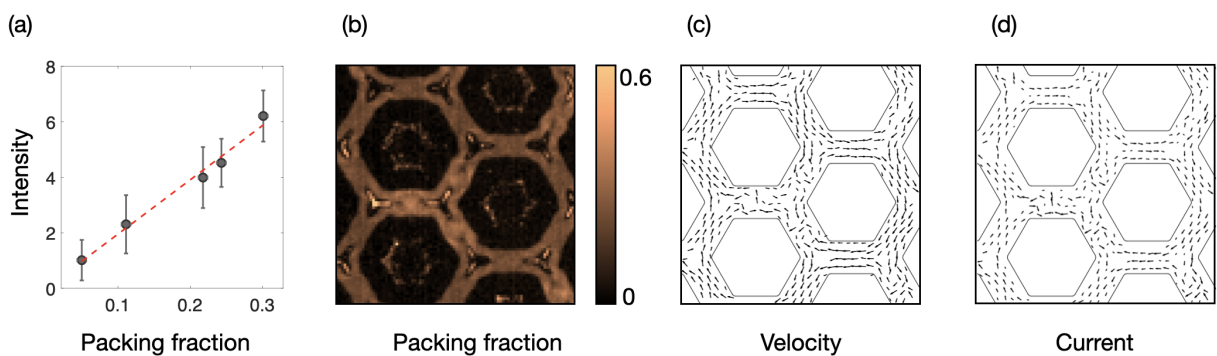 (a)
(b)
(c)
(d)
8
6
4
2
0
Intensity
0.1
0.2
0.3
0.6
0
Packing fraction
Packing fraction
Velocity
Current